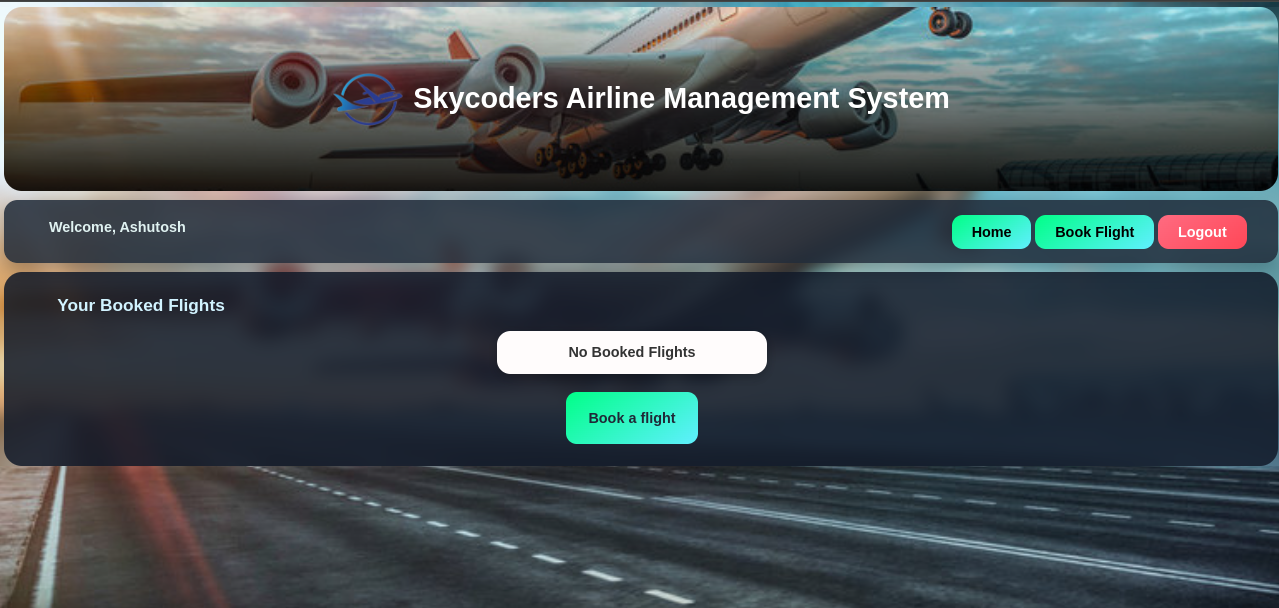 Skycoders Airline Management System
Welcome, Ashutosh
Home
Book Flight
Logout
Your Booked Flights
No Booked Flights
Book a flight